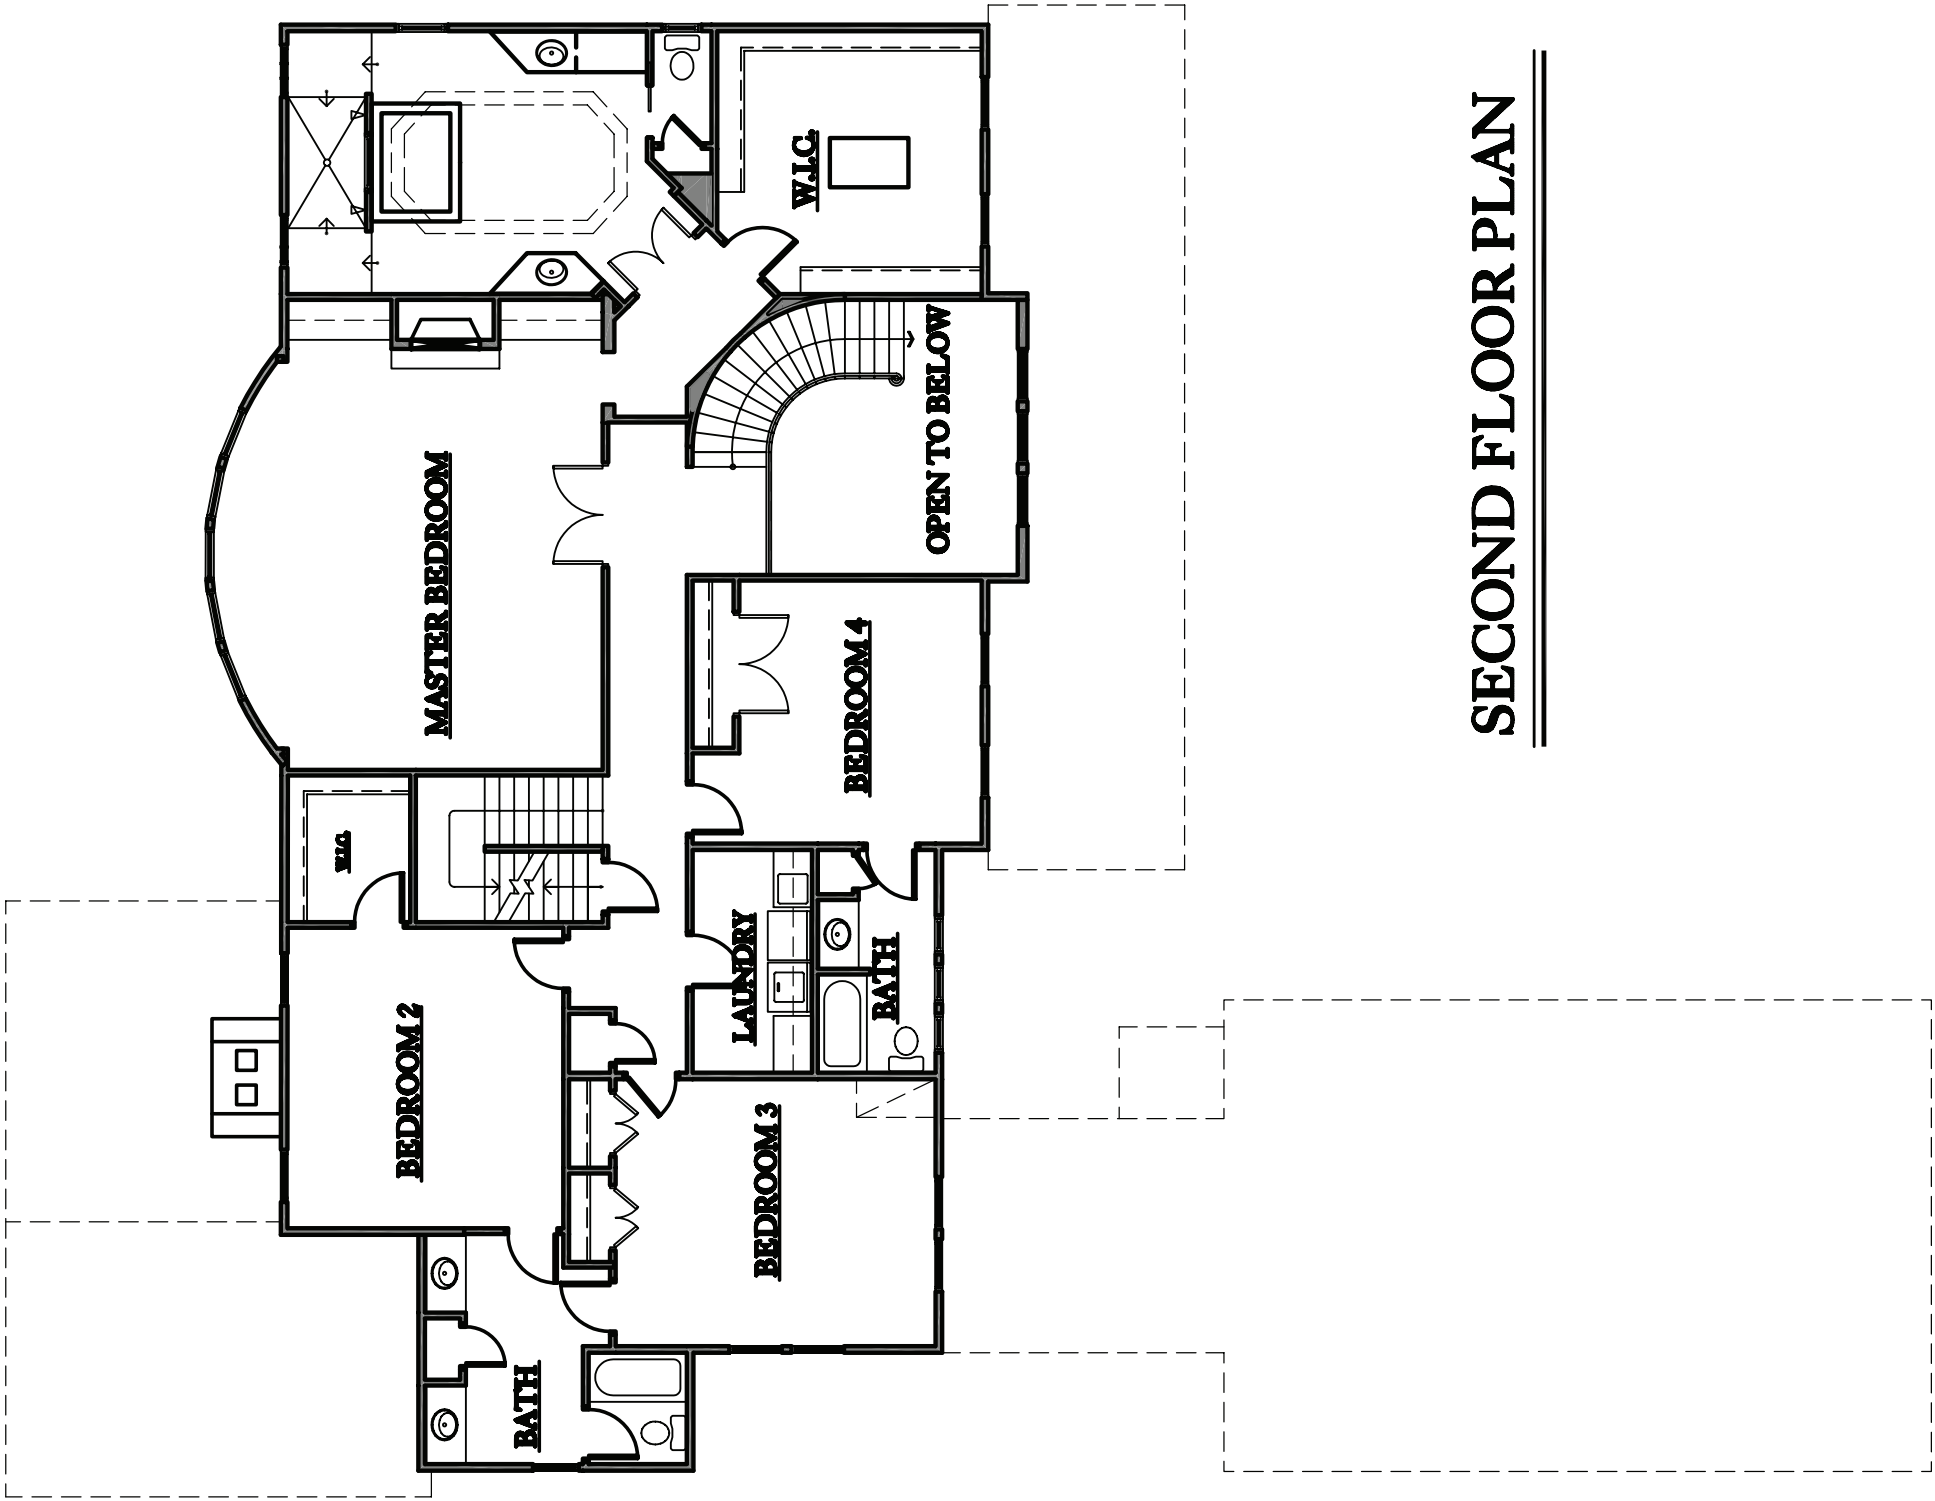 SECOND FLOOR PLAN
W.I.C.
OPEN TO BELOW
MASTER BEDROOM
BEDROOM 4
W.I.C.
LAUNDRY
BATH
BEDROOM 2
BEDROOM 3
BATH